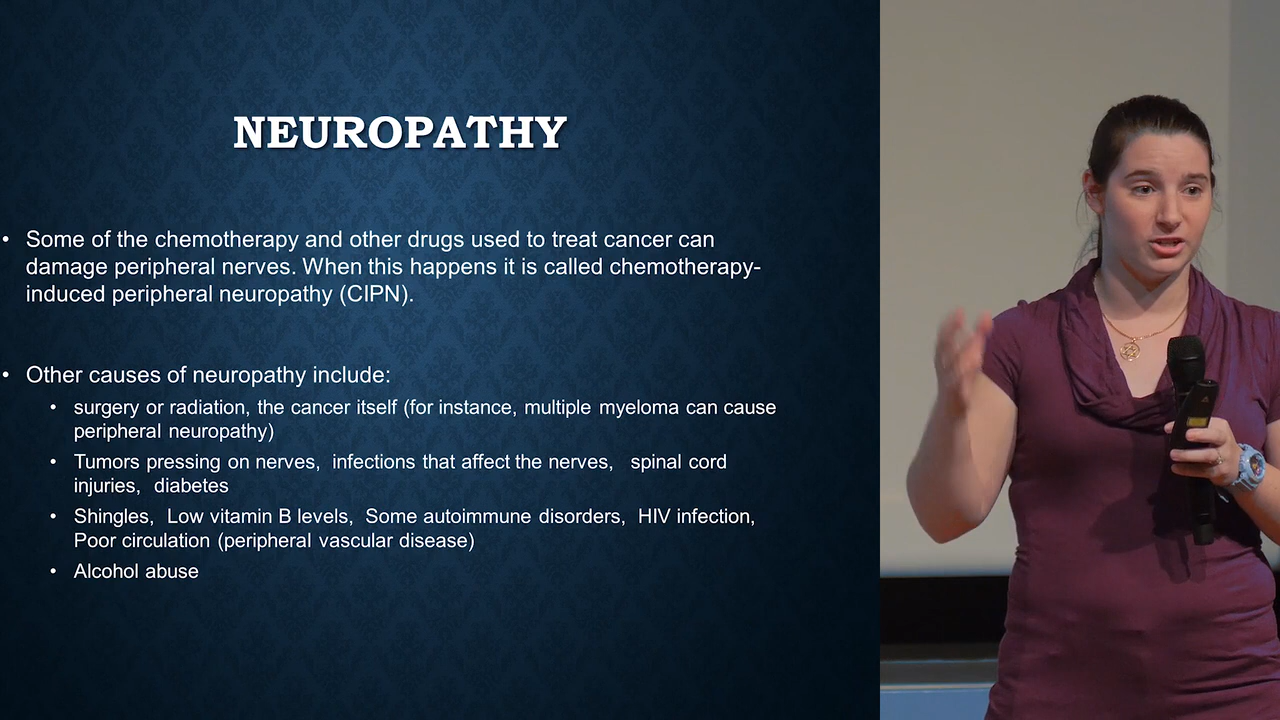 NEUROPATHY
• Some of the chemotherapy and other drugs used to treat cancer can
damage peripheral nerves. When this happens it is called chemotherapy-
induced peripheral neuropathy (CIPN).
• Other causes of neuropathy include:
• surgery or radiation, the cancer itself (for instance, multiple myeloma can cause
peripheral neuropathy)
• Tumors pressing on nerves, infections that affect the nerves, spinal cord
injuries, diabetes
• Shingles, Low vitamin B levels, Some autoimmune disorders, HIV infection,
Poor circulation (peripheral vascular disease)
• Alcohol abuse